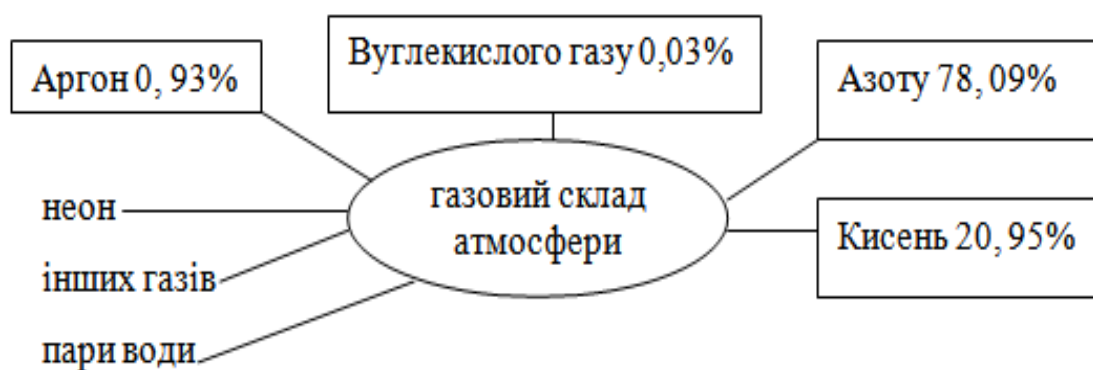 Вуглекислого газу 0,03%
Аргон 0, 93%
Азоту 78, 09%
газовий склад
атмосфери
неон
Кисень 20, 95%
інших газів
пари води